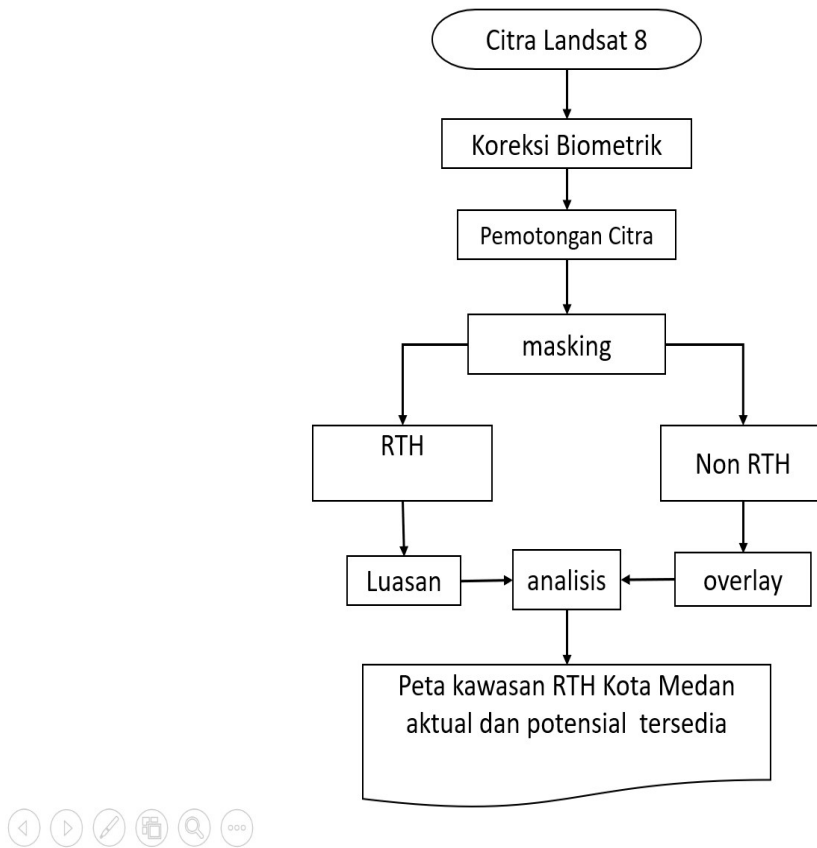 Citra Landsat 8
Koreksi Biometrik
Pemotongan Citra
masking
RTH
Non RTH
Luasan
analisis
overlay
Peta kawasan RTH Kota Medan
aktual dan potensial tersedia